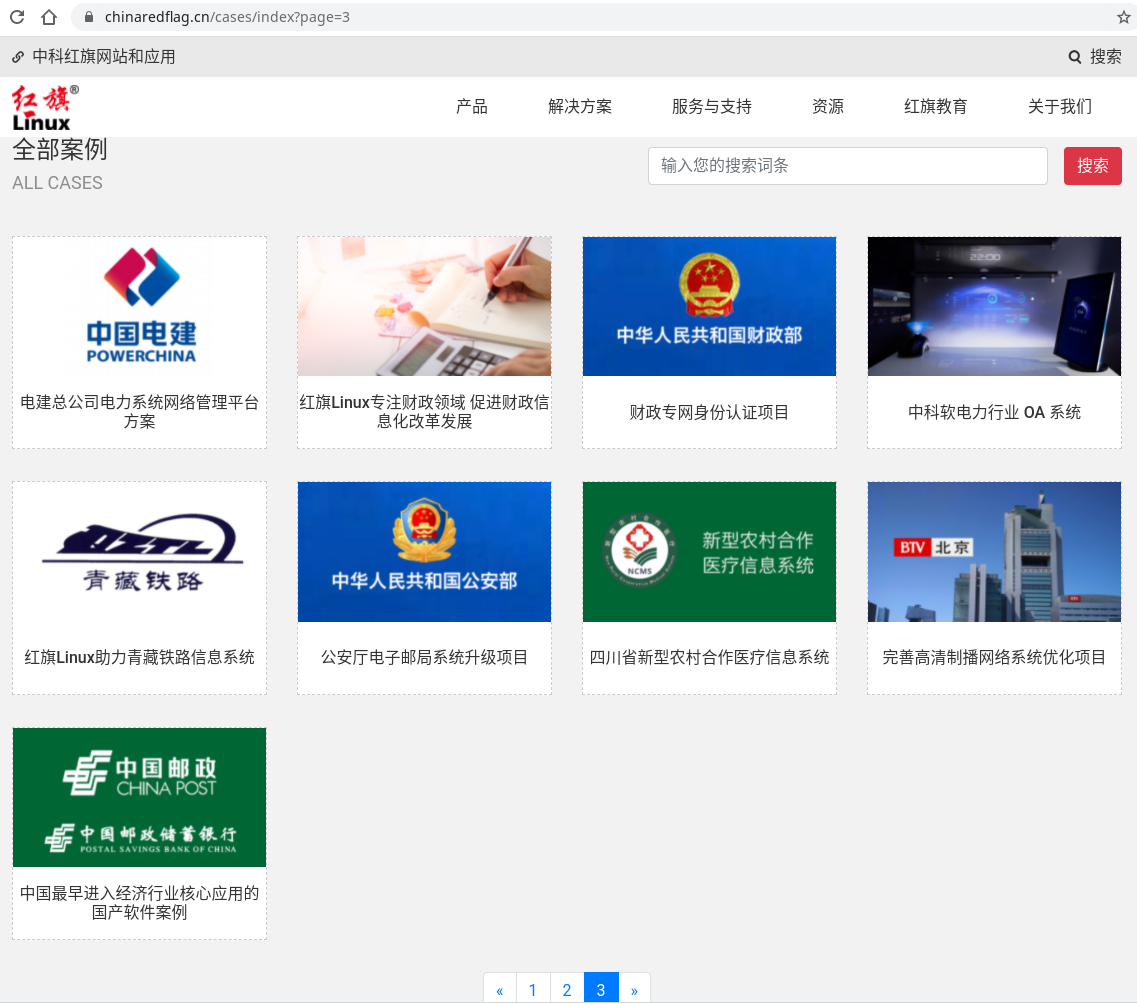 chinaredflag.cn/cases/index?page=3
中科红旗网站和应用
搜索
红旗®
Linux
产品
解决方案
服务与支持
资源
红旗教育
关于我们
全部案例
ALL CASES
输入您的搜索词条
搜索
中国电建
POWERCHINA
电建总公司电力系统网络管理平台
方案
红旗Linux专注财政领域 促进财政信
息化改革发展
中华人民共和国财政部
财政专网身份认证项目
22:00
中科软电力行业 OA 系统
QZTL
青藏铁路
红旗Linux助力青藏铁路信息系统
中华人民共和国公安部
公安厅电子邮局系统升级项目
NCMS
新型农村合作
医疗信息系统
四川省新型农村合作医疗信息系统
BTV 北京
完善高清制播网络系统优化项目
中国邮政
CHINA POST
中国邮政储蓄银行
POSTAL SAVINGS BANK OF CHINA
中国最早进入经济行业核心应用的
国产软件案例
« 1 2 3 »